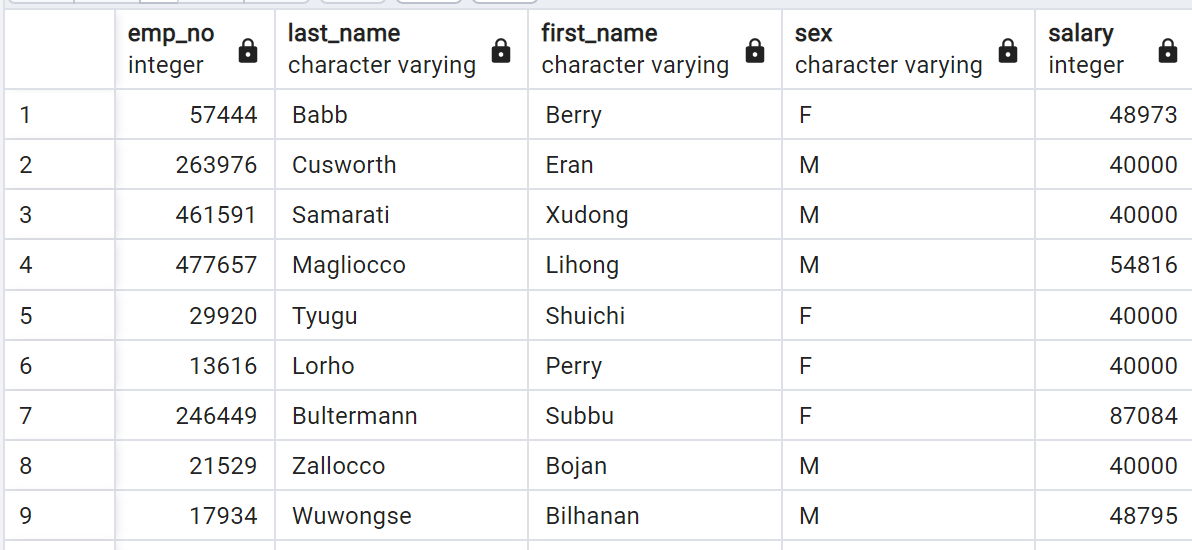 emp_no last_name first_name sex salary
integer character varying character varying character varying integer
1 57444 Babb Berry F 48973
2 263976 Cusworth Eran M 40000
3 461591 Samarati Xudong M 40000
4 477657 Magliocco Lihong M 54816
5 29920 Tyugu Shuichi F 40000
6 13616 Lorho Perry F 40000
7 246449 Bultermann Subbu F 87084
8 21529 Zallocco Bojan M 40000
9 17934 Wuwongse Bilhanan M 48795